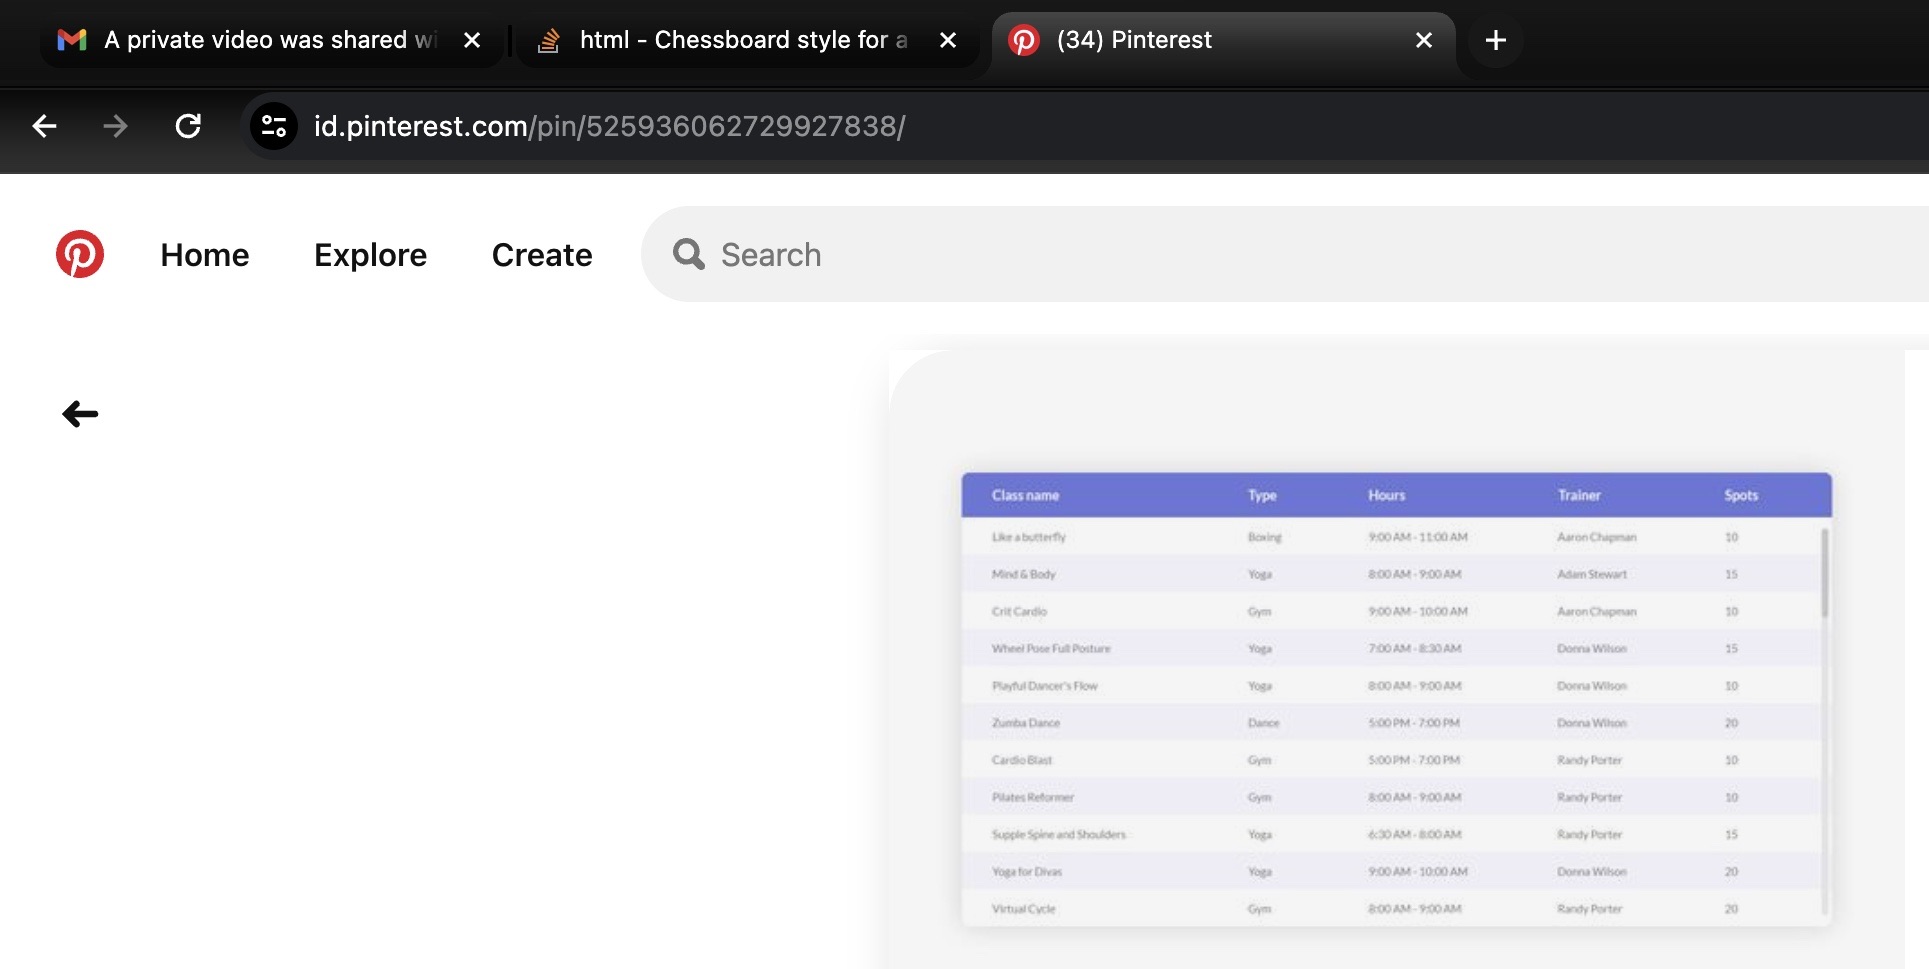 A private video was shared wi
html - Chessboard style for a
(34) Pinterest
id.pinterest.com/pin/525936062729927838/
Home Explore Create Search
Class name Type Hours Trainer Spots
Like a butterfly Boxing 9:00 AM - 11:00 AM Aaron Chapman 10
Mind & Body Yoga 8:00 AM - 9:00 AM Adam Stewart 15
Crit Cardio Gym 9:00 AM - 10:00 AM Aaron Chapman 10
Wheel Pose Full Posture Yoga 7:00 AM - 8:30 AM Donna Wilson 15
Playful Dancer's Flow Yoga 8:00 AM - 9:00 AM Donna Wilson 10
Zumba Dance Dance 5:00 PM - 7:00 PM Donna Wilson 20
Cardio Blast Gym 5:00 PM - 7:00 PM Randy Porter 10
Pilates Reformer Gym 8:00 AM - 9:00 AM Randy Porter 10
Supple Spine and Shoulders Yoga 6:30 AM - 8:00 AM Randy Porter 15
Yoga for Divas Yoga 9:00 AM - 10:00 AM Donna Wilson 20
Virtual Cycle Gym 8:00 AM - 9:00 AM Randy Porter 20